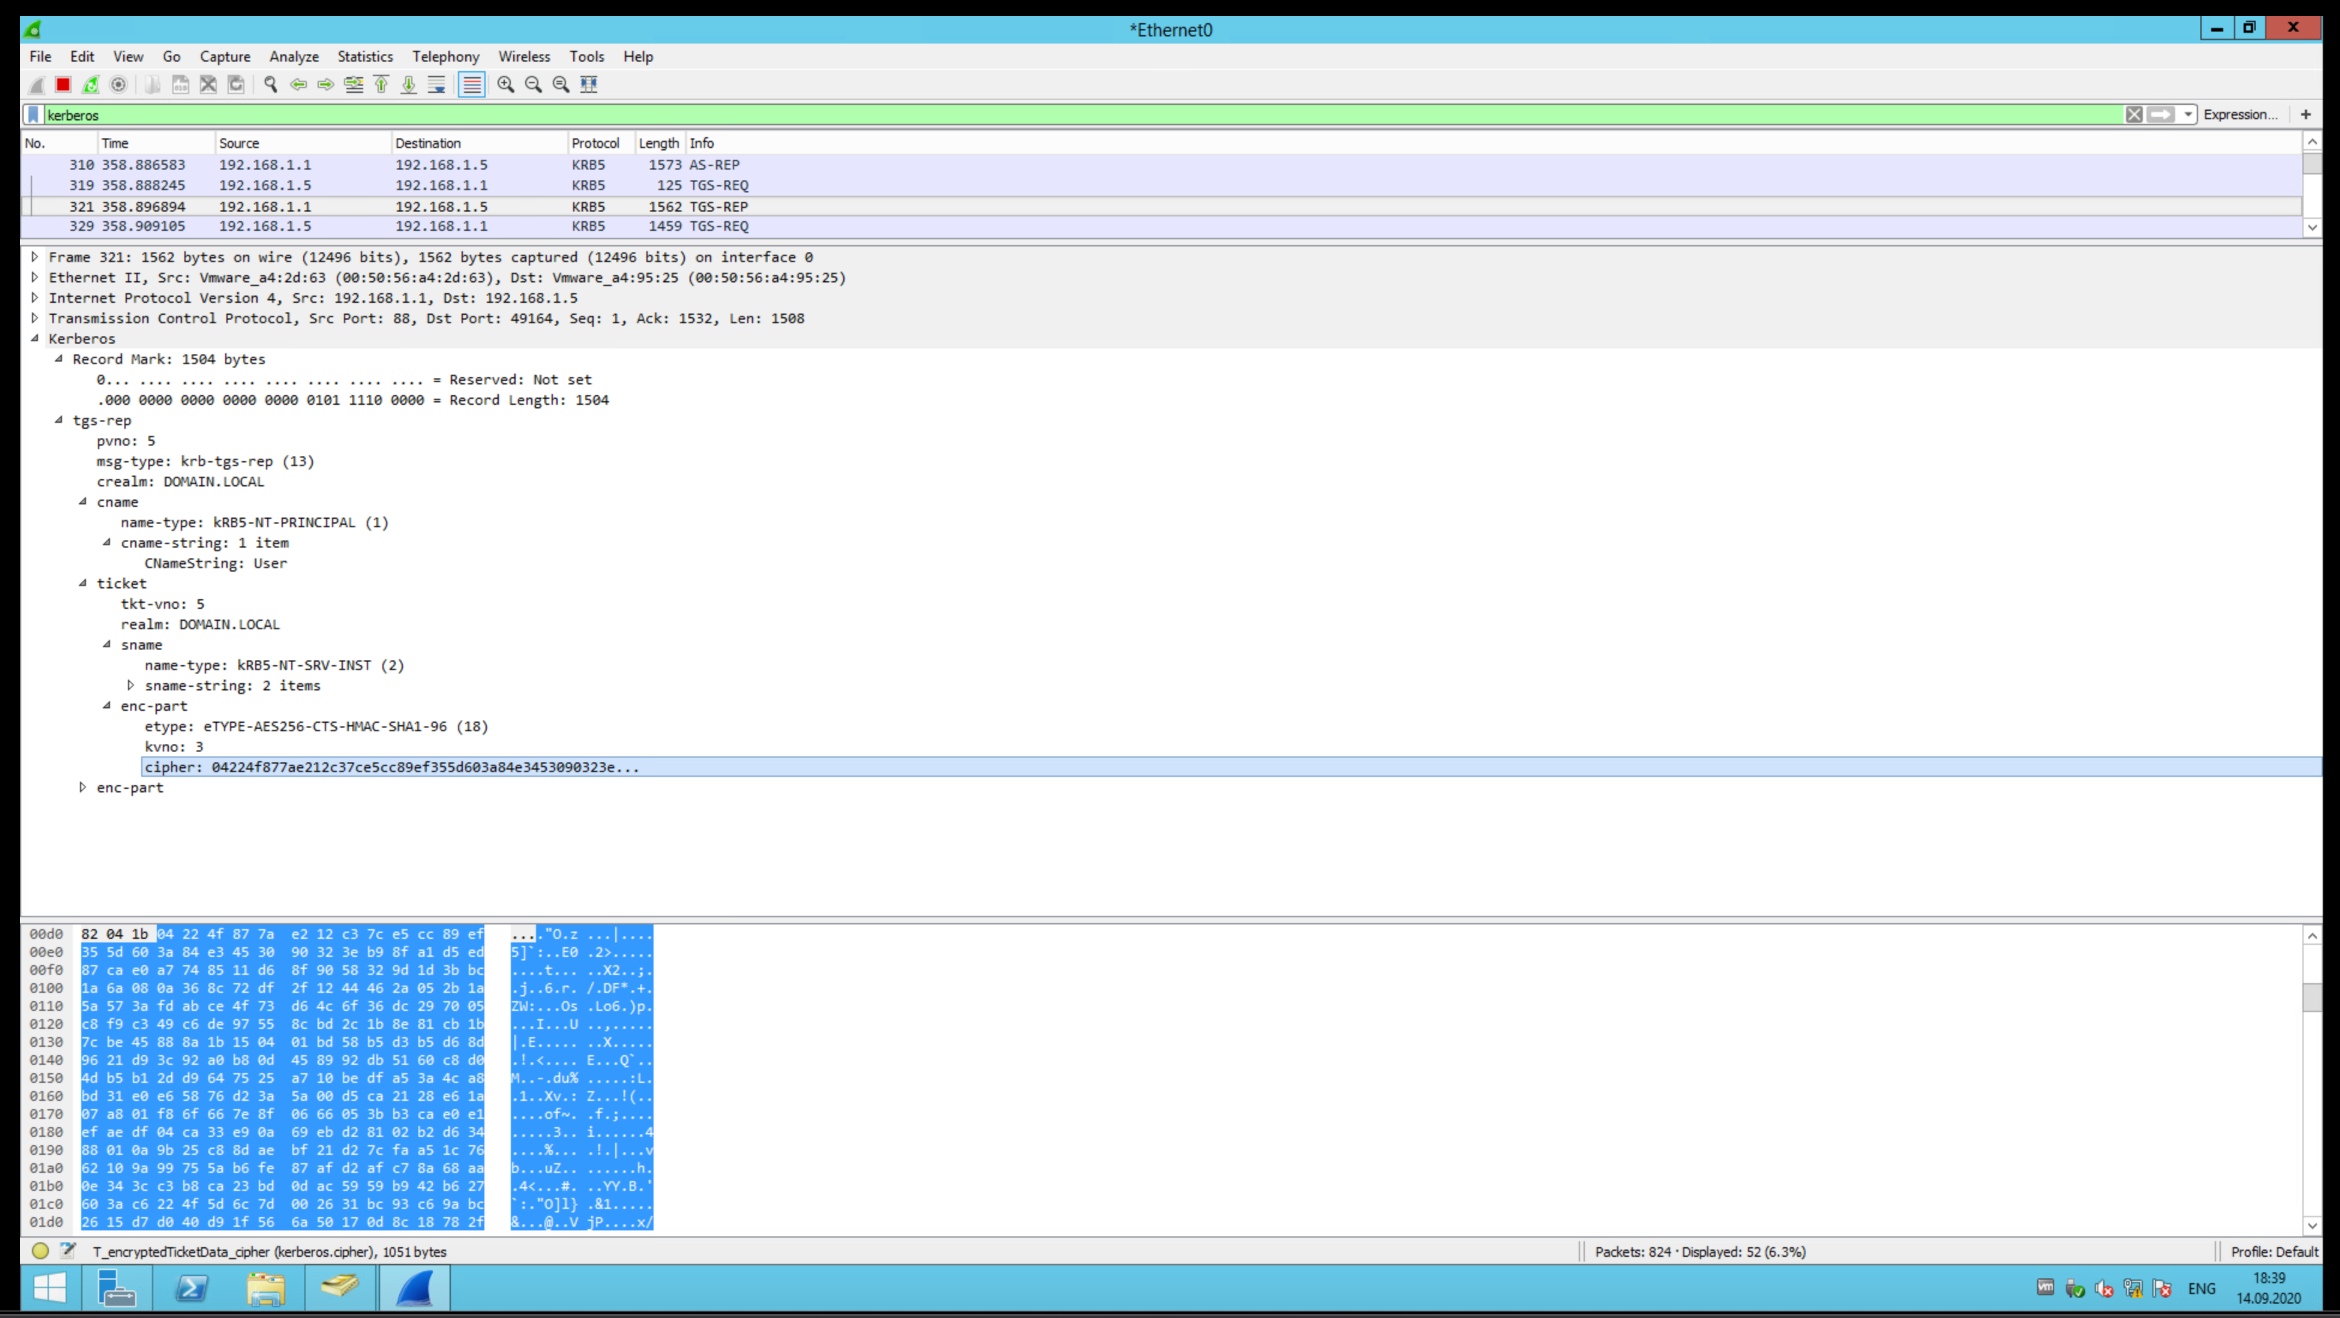 *Ethernet0
File Edit View Go Capture Analyze Statistics Telephony Wireless Tools Help
kerberos Expression... +
No. Time Source Destination Protocol Length Info
310 358.886583 192.168.1.1 192.168.1.5 KRB5 1573 AS-REP
319 358.888245 192.168.1.5 192.168.1.1 KRB5 125 TGS-REQ
321 358.896894 192.168.1.1 192.168.1.5 KRB5 1562 TGS-REP
329 358.909105 192.168.1.5 192.168.1.1 KRB5 1459 TGS-REQ
Frame 321: 1562 bytes on wire (12496 bits), 1562 bytes captured (12496 bits) on interface 0
Ethernet II, Src: Vmware_a4:2d:63 (00:50:56:a4:2d:63), Dst: Vmware_a4:95:25 (00:50:56:a4:95:25)
Internet Protocol Version 4, Src: 192.168.1.1, Dst: 192.168.1.5
Transmission Control Protocol, Src Port: 88, Dst Port: 49164, Seq: 1, Ack: 1532, Len: 1508
Kerberos
Record Mark: 1504 bytes
0... .... .... .... .... .... .... .... = Reserved: Not set
.000 0000 0000 0000 0000 0101 1110 0000 = Record Length: 1504
tgs-rep
pvno: 5
msg-type: krb-tgs-rep (13)
crealm: DOMAIN.LOCAL
cname
name-type: kRB5-NT-PRINCIPAL (1)
cname-string: 1 item
CNameString: User
ticket
tkt-vno: 5
realm: DOMAIN.LOCAL
sname
name-type: kRB5-NT-SRV-INST (2)
sname-string: 2 items
enc-part
etype: eTYPE-AES256-CTS-HMAC-SHA1-96 (18)
kvno: 3
cipher: 04224f877ae212c37ce5cc89ef355d603a84e3453090323e...
enc-part
00d0 82 04 1b 04 22 4f 87 7a e2 12 c3 7c e5 cc 89 ef ...."O.z ...|....
00e0 35 5d 60 3a 84 e3 45 30 90 32 3e b9 8f a1 d5 ed 5]`:..E0 .2>.....
00f0 87 ca e0 a7 74 85 11 d6 8f 90 58 32 9d 1d 3b bc ....t... ..X2..;.
0100 1a 6a 08 0a 36 8c 72 df 2f 12 44 46 2a 05 2b 1a .j..6.r. /.DF*.+.
0110 5a 57 3a fd ab ce 4f 73 d6 4c 6f 36 dc 29 70 05 ZW:...Os .Lo6.)p.
0120 c8 f9 c3 49 c6 de 97 55 8c bd 2c 1b 8e 81 cb 1b ...I...U ..,.....
0130 7c be 45 88 8a 1b 15 04 01 bd 58 b5 d3 b5 d6 8d |.E..... ..X.....
0140 96 21 d9 3c 92 a0 b8 0d 45 89 92 db 51 60 c8 d0 .!.<.... E...Q`..
0150 4d b5 b1 2d d9 64 75 25 a7 10 be df a5 3a 4c a8 M..-.du% .....:L.
0160 bd 31 e0 e6 58 76 d2 3a 5a 00 d5 ca 21 28 e6 1a .1..Xv.: Z...!(..
0170 07 a8 01 f8 6f 66 7e 8f 06 66 05 3b b3 ca e0 e1 ....of~. .f.;....
0180 ef ae df 04 ca 33 e9 0a 69 eb d2 81 02 b2 d6 34 .....3.. i......4
0190 88 01 0a 9b 25 c8 8d ae bf 21 d2 7c fa a5 1c 76 ....%... .!.|...v
01a0 62 10 9a 99 75 5a b6 fe 87 af d2 af c7 8a 68 aa b...uZ.. ......h.
01b0 0e 34 3c c3 b8 ca 23 bd 0d ac 59 59 b9 42 b6 27 .4<...#. ..YY.B.'
01c0 60 3a c6 22 4f 5d 6c 7d 00 26 31 bc 93 c6 9a bc `:."O]l} .&1.....
01d0 26 15 d7 d0 40 d9 1f 56 6a 50 17 0d 8c 18 78 2f &...@..V jP....x/
T_encryptedTicketData_cipher (kerberos.cipher), 1051 bytes Packets: 824 · Displayed: 52 (6.3%) Profile: Default
ENG 18:39
14.09.2020